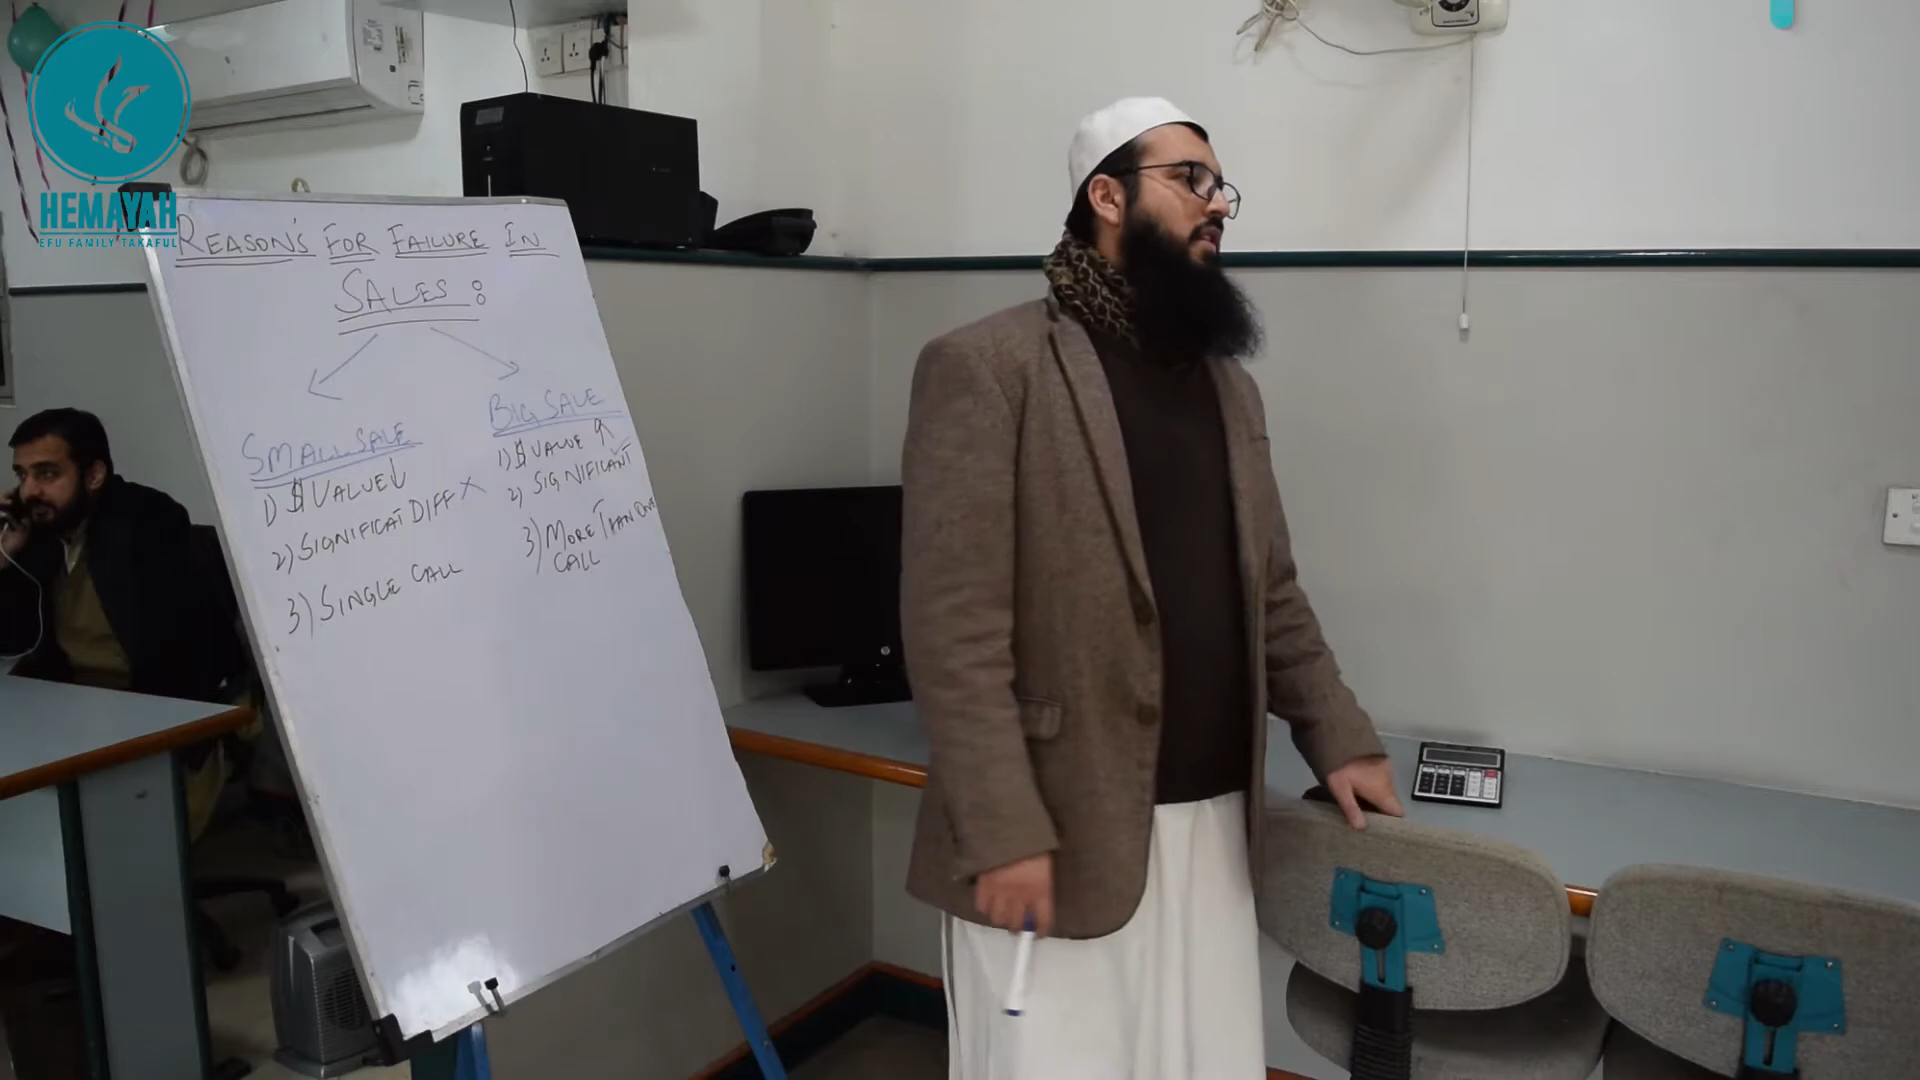 HEMAYAH
EFU FAMILY TAKAFUL
REASON'S FOR FAILURE IN
SALES :
SMALL SALE
1) $ VALUE ↓
2) SIGNIFICAT DIFF X
3) SINGLE CALL
BIG SALE
1) $ VALUE ↑
2) SIGNIFICANT ✓
3) MORE THAN ONE
CALL